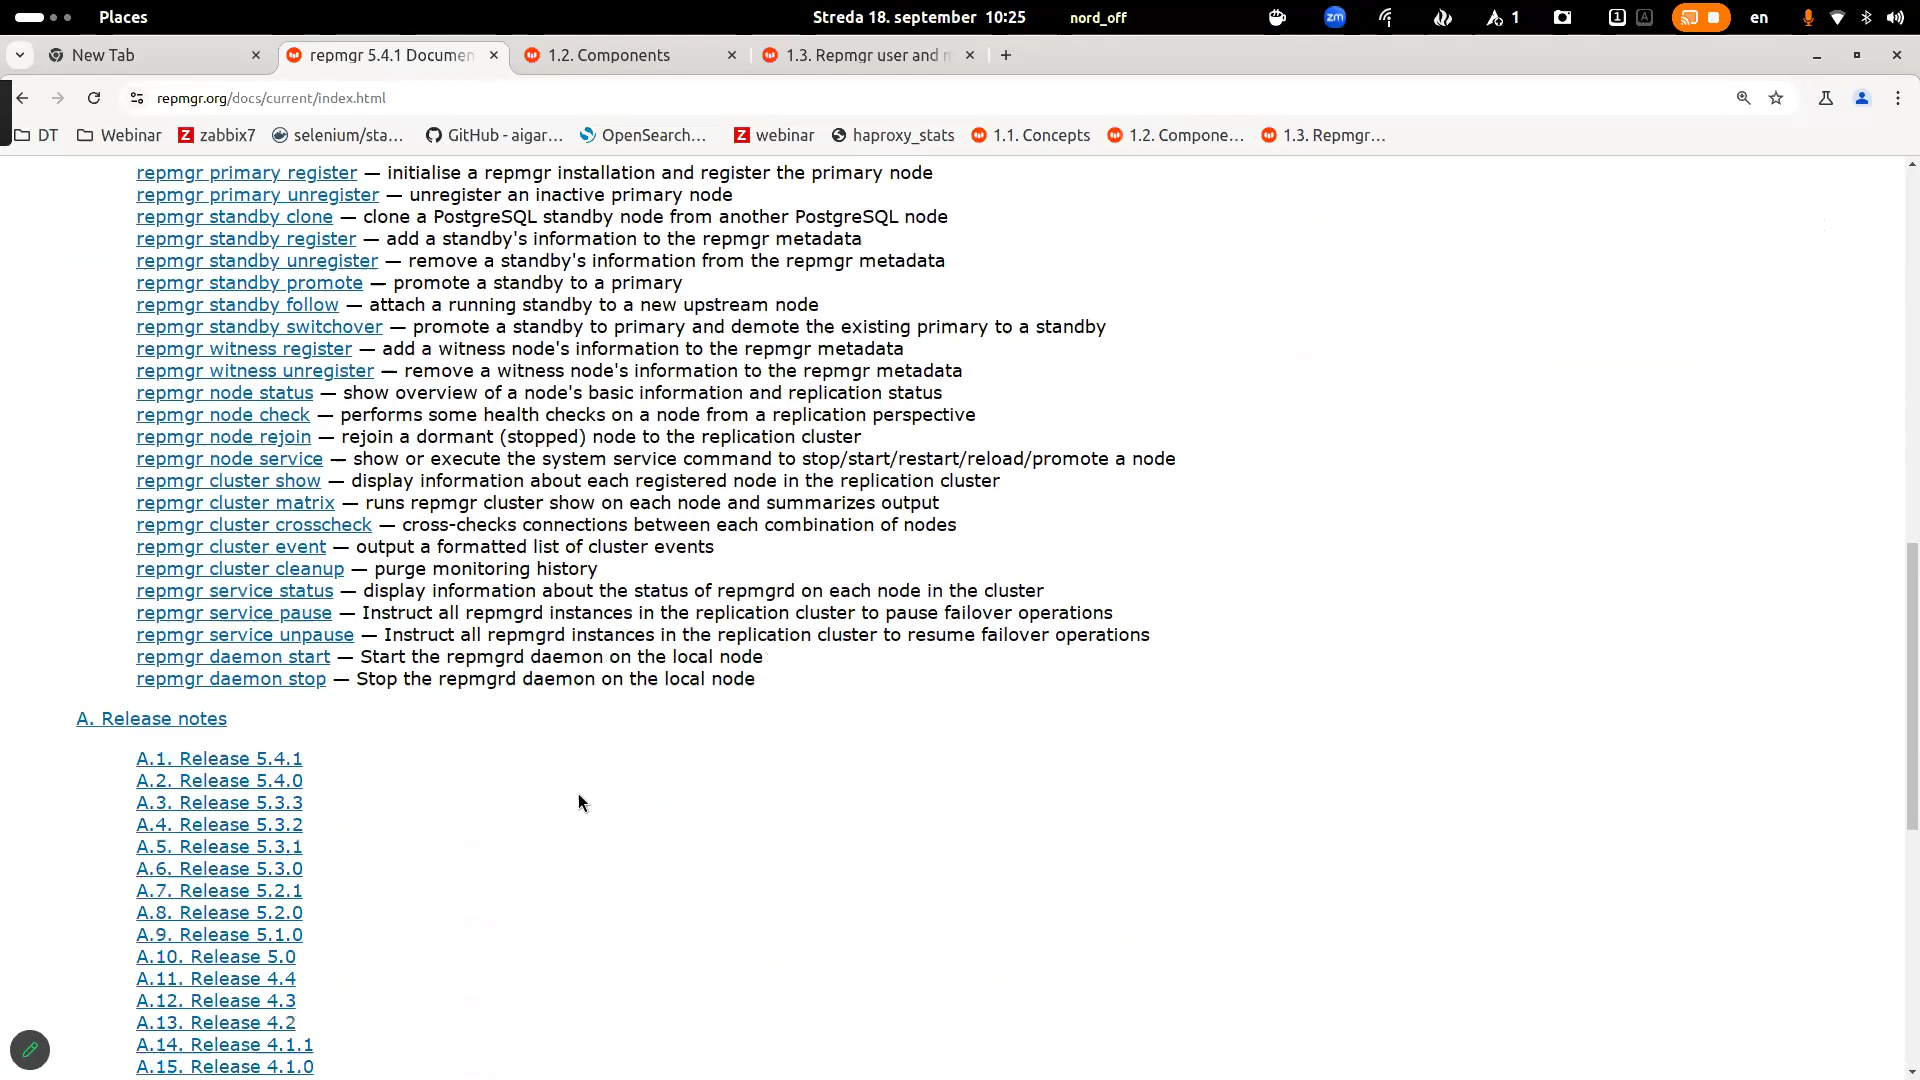 Places
Streda 18. september 10:25
nord_off
zm
1
1
A
en
New Tab
repmgr 5.4.1 Documen
1.2. Components
1.3. Repmgr user and m
repmgr.org/docs/current/index.html
DT
Webinar
Z zabbix7
selenium/sta...
GitHub - aigar...
OpenSearch...
Z webinar
haproxy_stats
1.1. Concepts
1.2. Compone...
1.3. Repmgr...
repmgr primary register — initialise a repmgr installation and register the primary node
repmgr primary unregister — unregister an inactive primary node
repmgr standby clone — clone a PostgreSQL standby node from another PostgreSQL node
repmgr standby register — add a standby's information to the repmgr metadata
repmgr standby unregister — remove a standby's information from the repmgr metadata
repmgr standby promote — promote a standby to a primary
repmgr standby follow — attach a running standby to a new upstream node
repmgr standby switchover — promote a standby to primary and demote the existing primary to a standby
repmgr witness register — add a witness node's information to the repmgr metadata
repmgr witness unregister — remove a witness node's information to the repmgr metadata
repmgr node status — show overview of a node's basic information and replication status
repmgr node check — performs some health checks on a node from a replication perspective
repmgr node rejoin — rejoin a dormant (stopped) node to the replication cluster
repmgr node service — show or execute the system service command to stop/start/restart/reload/promote a node
repmgr cluster show — display information about each registered node in the replication cluster
repmgr cluster matrix — runs repmgr cluster show on each node and summarizes output
repmgr cluster crosscheck — cross-checks connections between each combination of nodes
repmgr cluster event — output a formatted list of cluster events
repmgr cluster cleanup — purge monitoring history
repmgr service status — display information about the status of repmgrd on each node in the cluster
repmgr service pause — Instruct all repmgrd instances in the replication cluster to pause failover operations
repmgr service unpause — Instruct all repmgrd instances in the replication cluster to resume failover operations
repmgr daemon start — Start the repmgrd daemon on the local node
repmgr daemon stop — Stop the repmgrd daemon on the local node
A. Release notes
A.1. Release 5.4.1
A.2. Release 5.4.0
A.3. Release 5.3.3
A.4. Release 5.3.2
A.5. Release 5.3.1
A.6. Release 5.3.0
A.7. Release 5.2.1
A.8. Release 5.2.0
A.9. Release 5.1.0
A.10. Release 5.0
A.11. Release 4.4
A.12. Release 4.3
A.13. Release 4.2
A.14. Release 4.1.1
A.15. Release 4.1.0